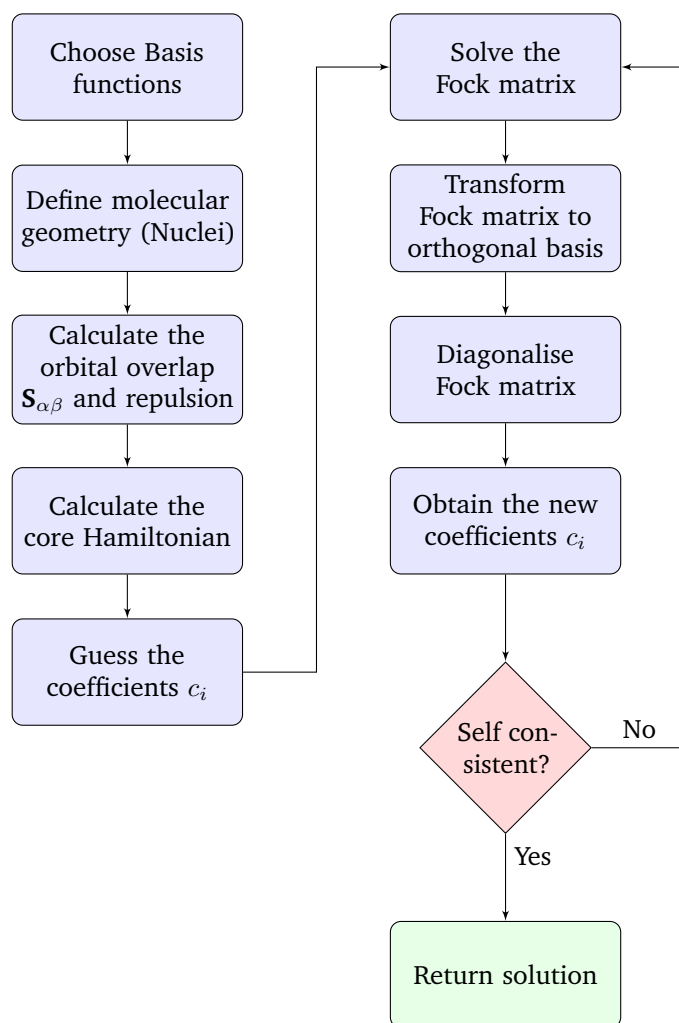 Choose Basis
functions
Define molecular
geometry (Nuclei)
Calculate the
orbital overlap
S_{αβ} and repulsion
Calculate the
core Hamiltonian
Guess the
coefficients c_i
Solve the
Fock matrix
Transform
Fock matrix to
orthogonal basis
Diagonalise
Fock matrix
Obtain the new
coefficients c_i
Self con-
sistent?
No
Yes
Return solution